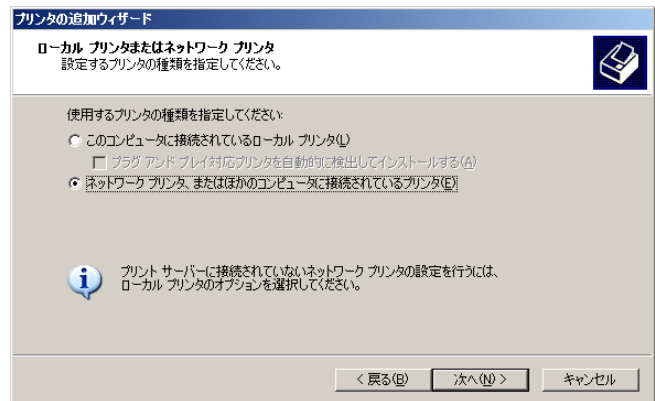 プリンタの追加ウィザード
ローカル プリンタまたはネットワーク プリンタ
設定するプリンタの種類を指定してください。
使用するプリンタの種類を指定してください:
このコンピュータに接続されているローカル プリンタ(L)
プラグ アンド プレイ対応プリンタを自動的に検出してインストールする(A)
ネットワーク プリンタ、またはほかのコンピュータに接続されているプリンタ(E)
プリント サーバーに接続されていないネットワーク プリンタの設定を行うには、
ローカル プリンタのオプションを選択してください。
< 戻る(B) 次へ(N) > キャンセル